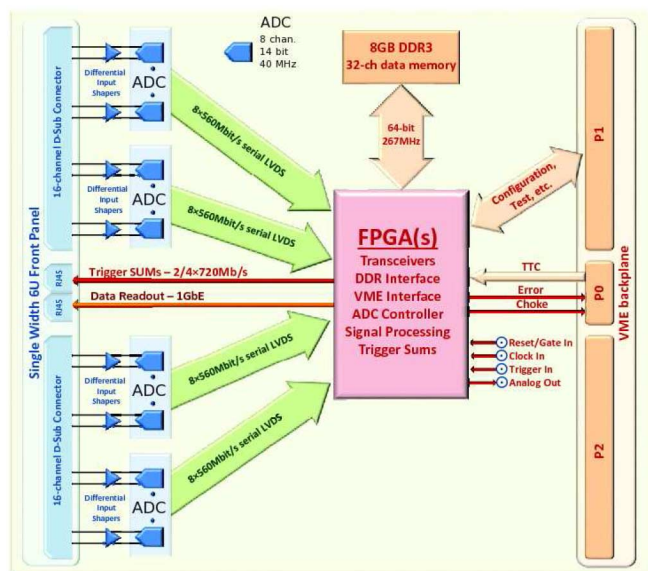 ADC
8 chan.
14 bit
40 MHz
8GB DDR3
32-ch data memory
64-bit
267MHz
Single Width 6U Front Panel
16-channel D-Sub Connector
Differential
Input
Shapers
ADC
8×560Mbit/s serial LVDS
Differential
Input
Shapers
ADC
8×560Mbit/s serial LVDS
RJ45
Trigger SUMs – 2/4×720Mb/s
RJ45
Data Readout – 1GbE
16-channel D-Sub Connector
Differential
Input
Shapers
ADC
8×560Mbit/s serial LVDS
Differential
Input
Shapers
ADC
8×560Mbit/s serial LVDS
FPGA(s)
Transceivers
DDR Interface
VME Interface
ADC Controller
Signal Processing
Trigger Sums
Configuration,
Test, etc.
TTC
Error
Choke
Reset/Gate In
Clock In
Trigger In
Analog Out
P1
P0
P2
VME backplane